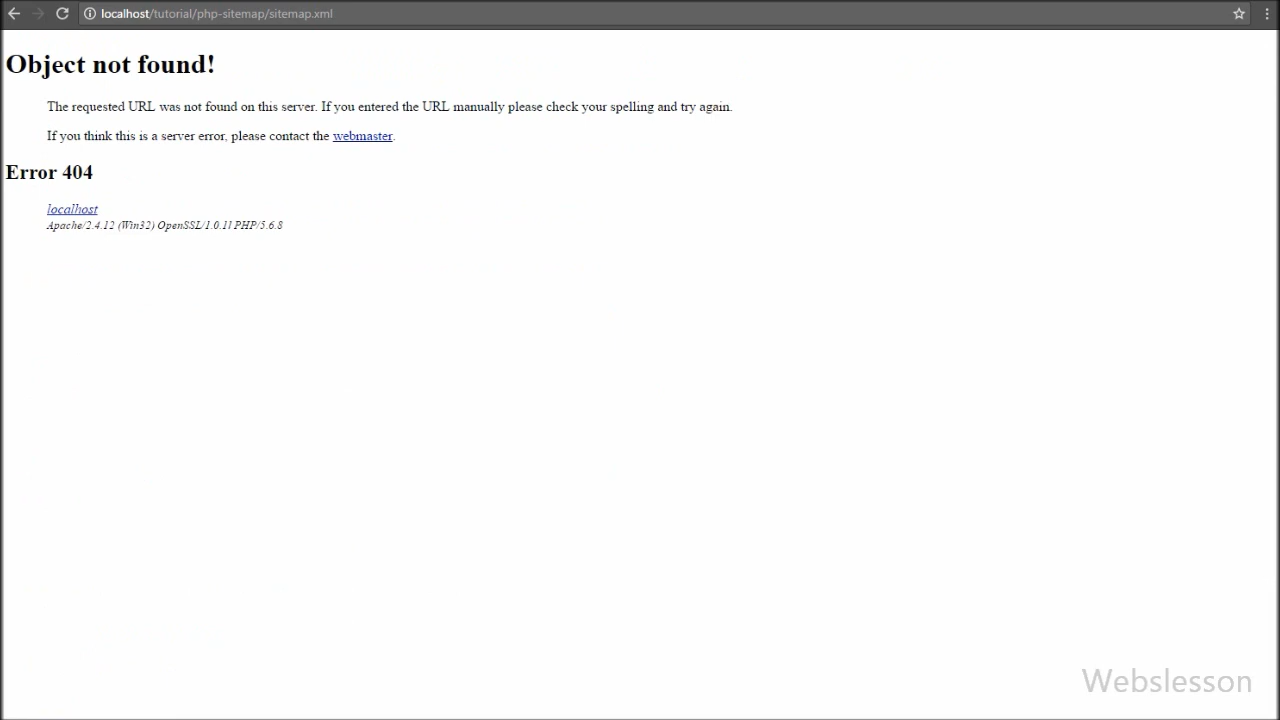 localhost/tutorial/php-sitemap/sitemap.xml
Object not found!
The requested URL was not found on this server. If you entered the URL manually please check your spelling and try again.
If you think this is a server error, please contact the webmaster.
Error 404
localhost
Apache/2.4.12 (Win32) OpenSSL/1.0.1l PHP/5.6.8
Webslesson